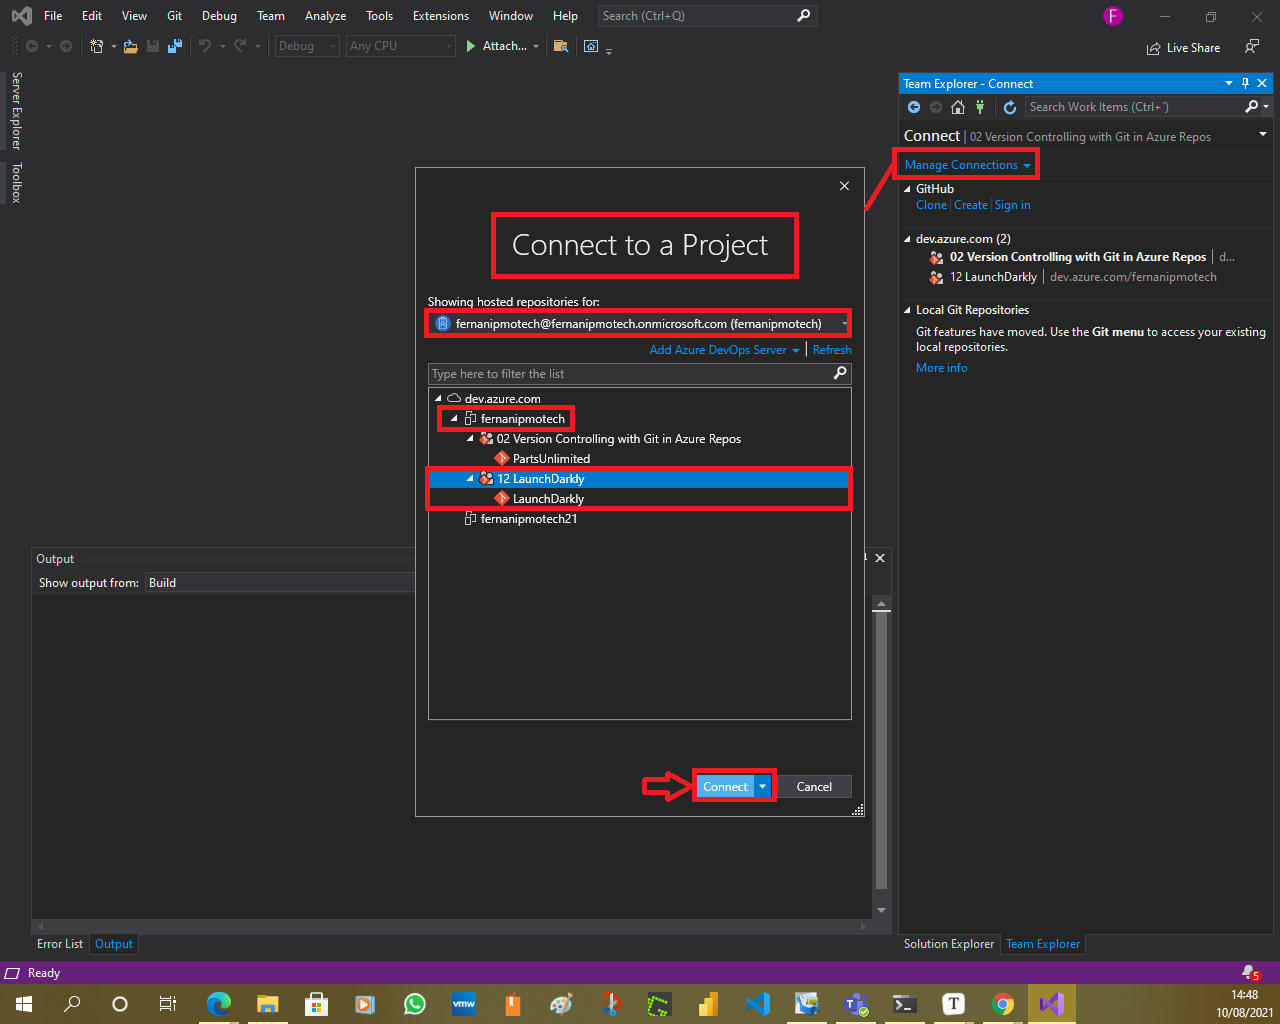 File Edit View Git Debug Team Analyze Tools Extensions Window Help Search (Ctrl+Q) F
Debug Any CPU Attach... Live Share
Server Explorer
Toolbox
Team Explorer - Connect
Search Work Items (Ctrl+´)
Connect | 02 Version Controlling with Git in Azure Repos
Manage Connections
GitHub
Clone Create Sign in
dev.azure.com (2)
02 Version Controlling with Git in Azure Repos | d...
12 LaunchDarkly | dev.azure.com/fernanipmotech
Local Git Repositories
Git features have moved. Use the Git menu to access your existing
local repositories.
More info
Connect to a Project
Showing hosted repositories for:
fernanipmotech@fernanipmotech.onmicrosoft.com (fernanipmotech)
Add Azure DevOps Server | Refresh
Type here to filter the list
dev.azure.com
fernanipmotech
02 Version Controlling with Git in Azure Repos
PartsUnlimited
12 LaunchDarkly
LaunchDarkly
fernanipmotech21
Connect Cancel
Output
Show output from: Build
Error List Output
Solution Explorer Team Explorer
Ready 5
vmw T
14:48
10/08/2021